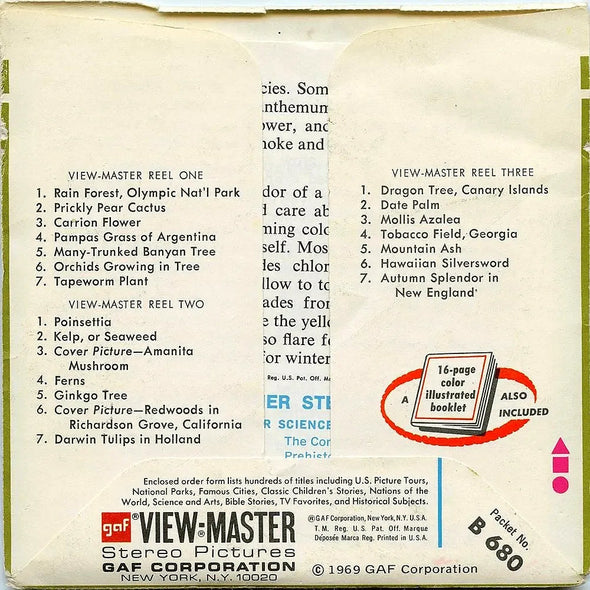 cies. Som
nthemum
ower, and
noke and
dor of a
d care ab
ming colo
self. Mos
des chlor
llow to to
ades from
e the yello
so flare f
for winter
Reg. U.S. Pat. Off.
ER STE
R SCIENCE
The Con
Prehisto
VIEW-MASTER REEL ONE
1. Rain Forest, Olympic Nat'l Park
2. Prickly Pear Cactus
3. Carrion Flower
4. Pampas Grass of Argentina
5. Many-Trunked Banyan Tree
6. Orchids Growing in Tree
7. Tapeworm Plant
VIEW-MASTER REEL TWO
1. Poinsettia
2. Kelp, or Seaweed
3. Cover Picture—Amanita
Mushroom
4. Ferns
5. Ginkgo Tree
6. Cover Picture—Redwoods in
Richardson Grove, California
7. Darwin Tulips in Holland
VIEW-MASTER REEL THREE
1. Dragon Tree, Canary Islands
2. Date Palm
3. Mollis Azalea
4. Tobacco Field, Georgia
5. Mountain Ash
6. Hawaiian Silversword
7. Autumn Splendor in
New England
A
16-page
color
illustrated
booklet
ALSO
INCLUDED
Enclosed order form lists hundreds of titles including U.S. Picture Tours,
National Parks, Famous Cities, Classic Children's Stories, Nations of the
World, Science and Arts, Bible Stories, TV Favorites, and Historical Subjects.
gaf ® VIEW-MASTER
Stereo Pictures
GAF CORPORATION
NEW YORK, N.Y. 10020
® GAF Corporation, New York, N.Y. U.S.A.
T. M. Reg. U. S. Pat. Off. Marque
Déposée Marca Reg. Printed in U.S.A.
© 1969 GAF Corporation
Packet No.
B 680